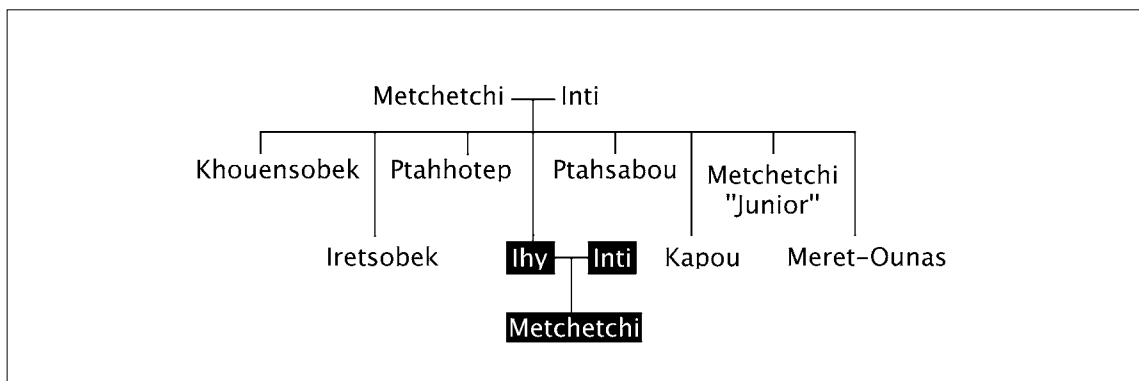 Metchetchi Inti
Khouensobek Ptahhotep Ptahsabou Metchetchi
"Junior"
Iretsobek Ihy Inti Kapou Meret-Ounas
Metchetchi